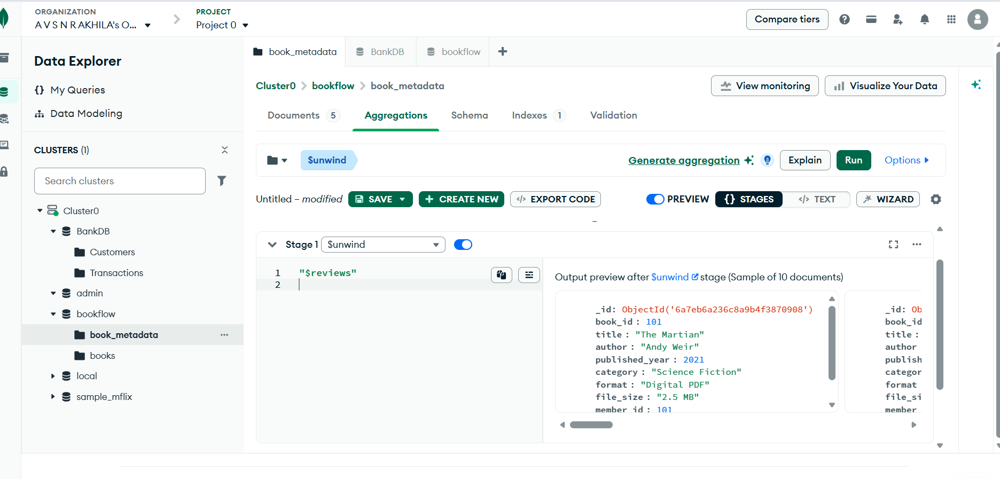 ORGANIZATION
A V S N R AKHILA's O...
PROJECT
Project 0
Compare tiers
Data Explorer
My Queries
Data Modeling
CLUSTERS (1)
Search clusters
Cluster0
BankDB
Customers
Transactions
admin
bookflow
book_metadata
books
local
sample_mflix
book_metadata
BankDB
bookflow
Cluster0 > bookflow > book_metadata
View monitoring
Visualize Your Data
Documents 5
Aggregations
Schema
Indexes 1
Validation
$unwind
Generate aggregation
Explain
Run
Options
Untitled – modified
SAVE
+ CREATE NEW
</> EXPORT CODE
PREVIEW
{} STAGES
</> TEXT
WIZARD
Stage 1 $unwind
1 "$reviews"
2
Output preview after $unwind stage (Sample of 10 documents)
_id: ObjectId('6a7eb6a236c8a9b4f3870908')
book_id : 101
title : "The Martian"
author : "Andy Weir"
published_year : 2021
category : "Science Fiction"
format : "Digital PDF"
file_size : "2.5 MB"
member_id : 101
_id: Ob
book_id
title :
author
publish
categor
format
file_si
member